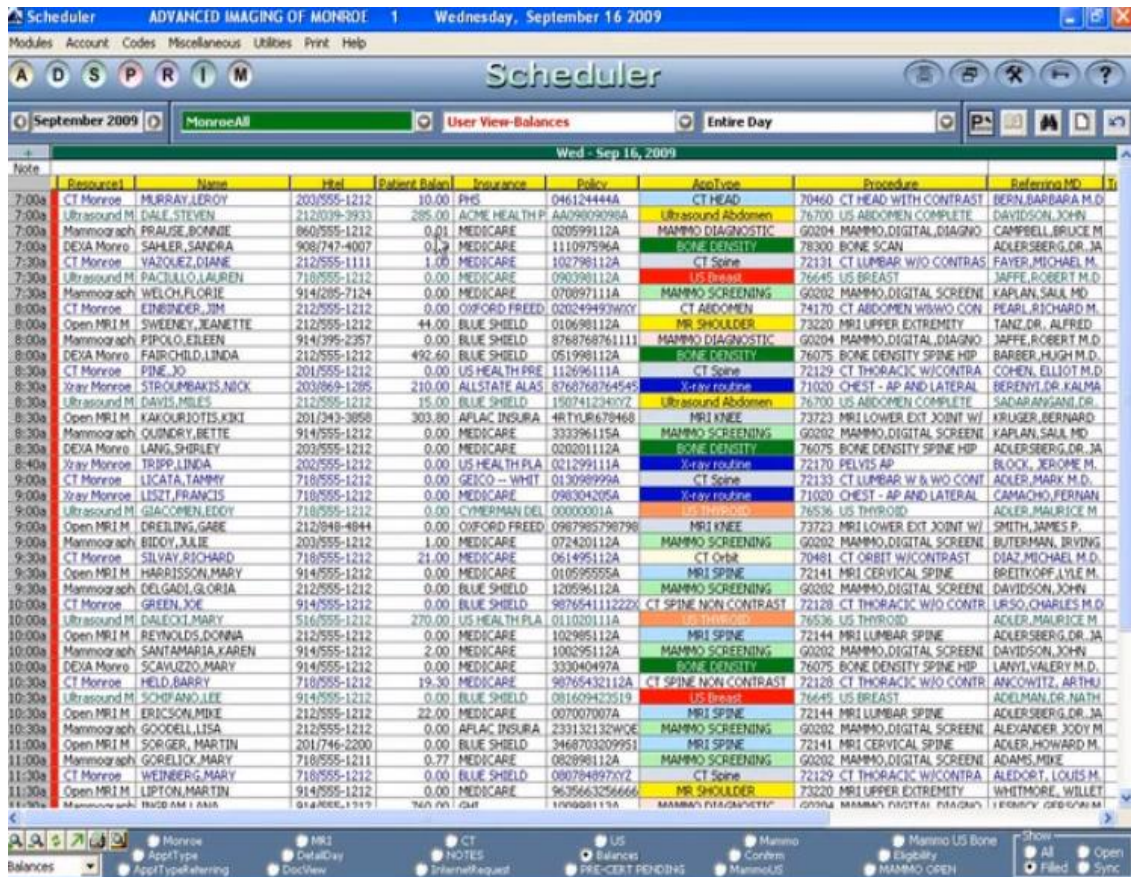 Scheduler ADVANCED IMAGING OF MONROE 1 Wednesday, September 16 2009
Modules Account Codes Miscellaneous Utilities Print Help
A D S P R I M Scheduler ?
September 2009 MonroeAll User View-Balances Entire Day
+ Wed - Sep 16, 2009
Note
Resource1 Name Htel Patient Balan Insurance Policy AppType Procedure Referring MD
7:00a CT Monroe MURRAY,LEROY 203/555-1212 10.00 PHS 046124444A CT HEAD 70460 CT HEAD WITH CONTRAST BERN,BARBARA M.D
7:00a Ultrasound M DALE,STEVEN 212/039-3933 285.00 ACME HEALTH P AA09809098A Ultrasound Abdomen 76700 US ABDOMEN COMPLETE DAVIDSON,JOHN
7:00a Mammograph PRAUSE,BONNIE 860/555-1212 0.01 MEDICARE 020599112A MAMMO DIAGNOSTIC G0204 MAMMO,DIGITAL,DIAGNO CAMPBELL,BRUCE M
7:00a DEXA Monro SAHLER,SANDRA 908/747-4007 MEDICARE 111097596A BONE DENSITY 78300 BONE SCAN ADLERSBERG,DR.,JA
7:30a CT Monroe VAZQUEZ,DIANE 212/555-1111 1.00 MEDICARE 102798112A CT Spine 72131 CT LUMBAR W/O CONTRAS FAYER,MICHAEL M.
7:30a Ultrasound M PACIULLO,LAUREN 718/555-1212 0.00 MEDICARE 090398112A US Breast 76645 US BREAST JAFFE,ROBERT M.D
7:30a Mammograph WELCH,FLORIE 914/285-7124 0.00 MEDICARE 070897111A MAMMO SCREENING G0202 MAMMO,DIGITAL SCREENI KAPLAN,SAUL MD
8:00a CT Monroe EINBINDER,JIM 212/555-1212 0.00 OXFORD FREED 020249493WXY CT ABDOMEN 74170 CT ABDOMEN W&WO CON PEARL,RICHARD M.
8:00a Open MRI M SWEENEY,JEANETTE 212/555-1212 44.00 BLUE SHIELD 010698112A MR SHOULDER 73220 MRI UPPER EXTREMITY TANZ,DR. ALFRED
8:00a Mammograph PIPOLO,EILEEN 914/395-2357 0.00 BLUE SHIELD 8768768761111 MAMMO DIAGNOSTIC G0204 MAMMO,DIGITAL,DIAGNO JAFFE,ROBERT M.D
8:00a DEXA Monro FAIRCHILD,LINDA 212/555-1212 492.60 BLUE SHIELD 051998112A BONE DENSITY 76075 BONE DENSITY SPINE HIP BARBER,HUGH M.D.
8:30a CT Monroe PINE,JO 201/555-1212 0.00 US HEALTH PRE 112696111A CT Spine 72129 CT THORACIC W/CONTRA COHEN, ELLIOT M.D
8:30a Xray Monroe STROUMBAKIS,NICK 203/869-1285 210.00 ALLSTATE ALAS 8768768764545 X-ray routine 71020 CHEST - AP AND LATERAL BERENYI,DR.KALMA
8:30a Ultrasound M DAVIS,MILES 212/555-1212 15.00 BLUE SHIELD 150741234XYZ Ultrasound Abdomen 76700 US ABDOMEN COMPLETE SADARANGANI,DR.
8:30a Open MRI M KAKOURIOTIS,KIKI 201/343-3858 303.80 AFLAC INSURA 4RTYUR678468 MRI KNEE 73723 MRI LOWER EXT JOINT W/ KRUGER,BERNARD
8:30a Mammograph QUINDRY,BETTE 914/555-1212 0.00 MEDICARE 333396115A MAMMO SCREENING G0202 MAMMO,DIGITAL SCREENI KAPLAN,SAUL MD
8:30a DEXA Monro LANG,SHIRLEY 203/555-1212 0.00 MEDICARE 020201112A BONE DENSITY 76075 BONE DENSITY SPINE HIP ADLERSBERG,DR.,JA
8:40a Xray Monroe TRIPP,LINDA 202/555-1212 0.00 US HEALTH PLA 021299111A X-ray routine 72170 PELVIS AP BLOCK, JEROME M.
9:00a CT Monroe LICATA,TAMMY 718/555-1212 0.00 GEICO -- WHIT 013098999A CT Spine 72133 CT LUMBAR W & WO CONT ADLER,MARK M.D.
9:00a Xray Monroe LISZT,FRANCIS 718/555-1212 0.00 MEDICARE 098304205A X-ray routine 71020 CHEST - AP AND LATERAL CAMACHO,FERNAN
9:00a Ultrasound M GIACOMEN,EDDY 718/555-1212 0.00 CYMERMAN DEL 00000001A US THYROID 76536 US THYROID ADLER,MAURICE M
9:00a Open MRI M DREILING,GABE 212/848-4844 0.00 OXFORD FREED 0987985798798 MRI KNEE 73723 MRI LOWER EXT JOINT W/ SMITH,JAMES P.
9:00a Mammograph BIDDY,JULIE 203/555-1212 1.00 MEDICARE 072420112A MAMMO SCREENING G0202 MAMMO,DIGITAL SCREENI BUTERMAN, IRVING
9:30a CT Monroe SILVAY,RICHARD 718/555-1212 21.00 MEDICARE 061495112A CT Orbit 70481 CT ORBIT W/CONTRAST DIAZ,MICHAEL M.D.
9:30a Open MRI M HARRISSON,MARY 914/555-1212 0.00 MEDICARE 010595555A MRI SPINE 72141 MRI CERVICAL SPINE BREITKOPF,LYLE M.
9:30a Mammograph DELGADI,GLORIA 212/555-1212 0.00 BLUE SHIELD 120596112A MAMMO SCREENING G0202 MAMMO,DIGITAL SCREENI DAVIDSON,JOHN
10:00a CT Monroe GREEN,JOE 914/555-1212 0.00 BLUE SHIELD 987654111222X CT SPINE NON CONTRAST 72128 CT THORACIC W/O CONTR URSO,CHARLES M.D
10:00a Ultrasound M DALECKI,MARY 516/555-1212 270.00 US HEALTH PLA 011020111A US THYROID 76536 US THYROID ADLER,MAURICE M
10:00a Open MRI M REYNOLDS,DONNA 212/555-1212 0.00 MEDICARE 102985112A MRI SPINE 72144 MRI LUMBAR SPINE ADLERSBERG,DR.,JA
10:00a Mammograph SANTAMARIA,KAREN 914/555-1212 2.00 MEDICARE 100295112A MAMMO SCREENING G0202 MAMMO,DIGITAL SCREENI DAVIDSON,JOHN
10:00a DEXA Monro SCAVUZZO,MARY 914/555-1212 0.00 MEDICARE 333040497A BONE DENSITY 76075 BONE DENSITY SPINE HIP LANYI,VALERY M.D.
10:30a CT Monroe HELD,BARRY 718/555-1212 19.30 MEDICARE 98765432112A CT SPINE NON CONTRAST 72128 CT THORACIC W/O CONTR ANCOWITZ, ARTHU
10:30a Ultrasound M SCHIFANO,LEE 914/555-1212 0.00 BLUE SHIELD 081609423519 US Breast 76645 US BREAST ADELMAN,DR.NATH
10:30a Open MRI M ERICSON,MIKE 212/555-1212 22.00 MEDICARE 007007007A MRI SPINE 72144 MRI LUMBAR SPINE ADLERSBERG,DR.,JA
10:30a Mammograph GOODELL,LISA 212/555-1212 0.00 AFLAC INSURA 233132132WQE MAMMO SCREENING G0202 MAMMO,DIGITAL SCREENI ALEXANDER JODY M
11:00a Open MRI M SORGER, MARTIN 201/746-2200 0.00 BLUE SHIELD 3468703209951 MRI SPINE 72141 MRI CERVICAL SPINE ADLER,HOWARD M.
11:00a Mammograph GORELICK,MARY 718/555-1211 0.77 MEDICARE 082898112A MAMMO SCREENING G0202 MAMMO,DIGITAL SCREENI ADAMS,MIKE
11:30a CT Monroe WEINBERG,MARY 718/555-1212 0.00 BLUE SHIELD 080784897XYZ CT Spine 72129 CT THORACIC W/CONTRA ALEDORT, LOUIS M.
11:30a Open MRI M LIPTON,MARTIN 918/555-1212 0.00 BLUE SHIELD 9635663256666 MR SHOULDER 73220 MRI UPPER EXTREMITY WHITMORE, WILLET
11:30a Mammograph INGRAM,LANA 914/555-1212 760.00 GHI 100998113A MAMMO DIAGNOSTIC G0204 MAMMO,DIGITAL,DIAGNO LESNICK, GERSON M
Monroe MRI CT US Mammo Mammo US Bone Show
ApptType DetailDay NOTES Balances Confirm Eligibility All Open
Balances ApptTypeReferring DocView InternetRequest PRE-CERT PENDING MammoUS MAMMO OPEN Filled Sync